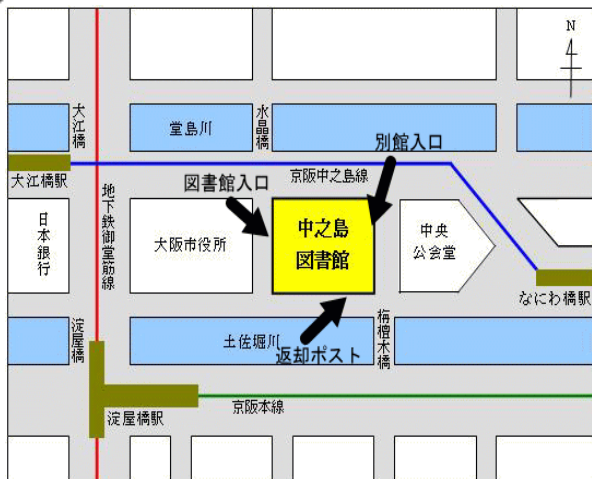 N
大江橋
堂島川
水晶橋
別館入口
大江橋駅
京阪中之島線
図書館入口
地下鉄御堂筋線
日本銀行
大阪市役所
中之島
図書館
中央
公会堂
なにわ橋駅
淀屋橋
土佐堀川
栴檀木橋
返却ポスト
淀屋橋駅
京阪本線